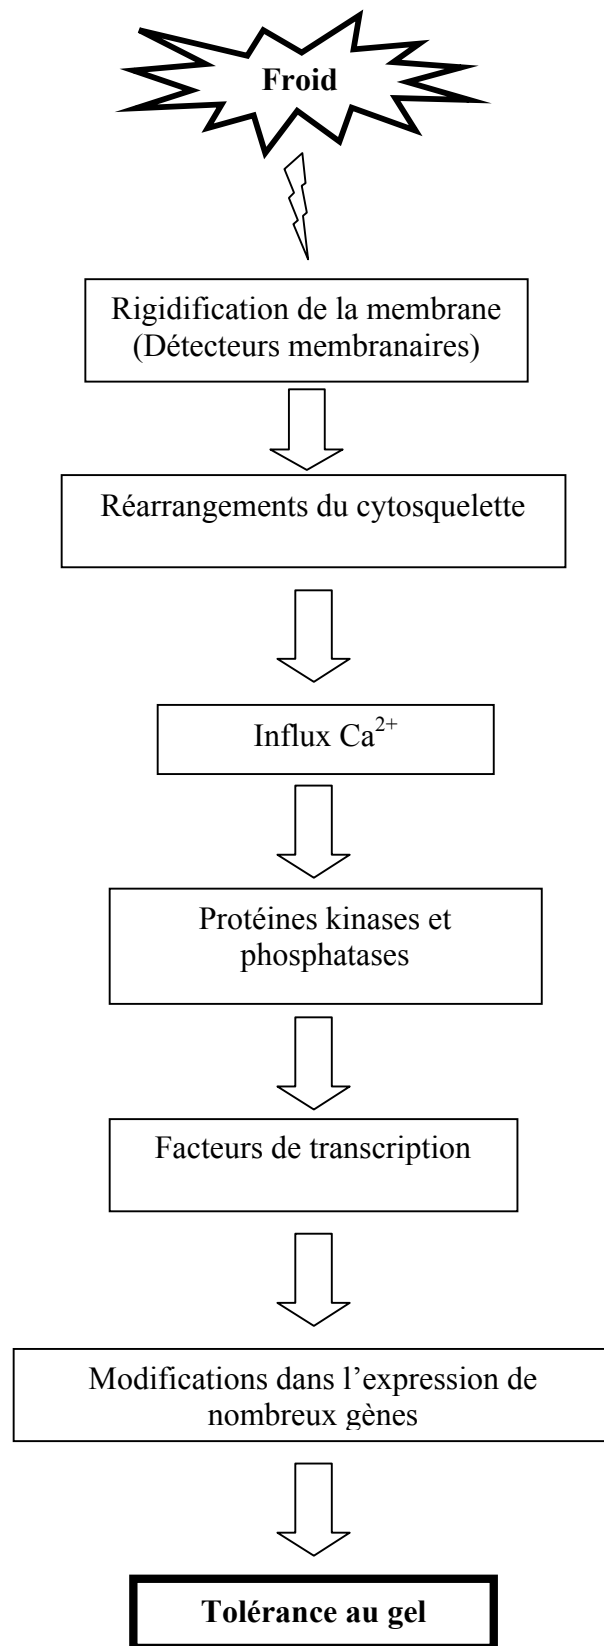 Froid
Rigidification de la membrane
(Détecteurs membranaires)
Réarrangements du cytosquelette
Influx Ca²⁺
Protéines kinases et
phosphatases
Facteurs de transcription
Modifications dans l’expression de
nombreux gènes
Tolérance au gel